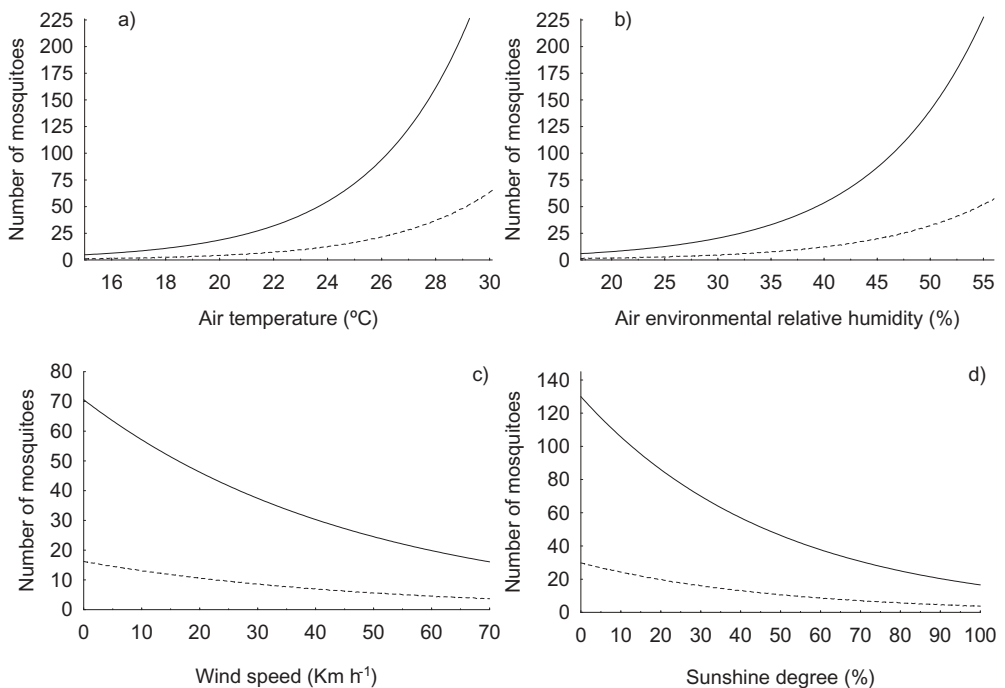 a)
Number of mosquitoes
225
200
175
150
125
100
75
50
25
0
16 18 20 22 24 26 28 30
Air temperature (ºC)
b)
Number of mosquitoes
225
200
175
150
125
100
75
50
25
0
20 25 30 35 40 45 50 55
Air environmental relative humidity (%)
c)
Number of mosquitoes
80
70
60
50
40
30
20
10
0
0 10 20 30 40 50 60 70
Wind speed (Km h⁻¹)
d)
Number of mosquitoes
140
120
100
80
60
40
20
0
0 10 20 30 40 50 60 70 80 90 100
Sunshine degree (%)